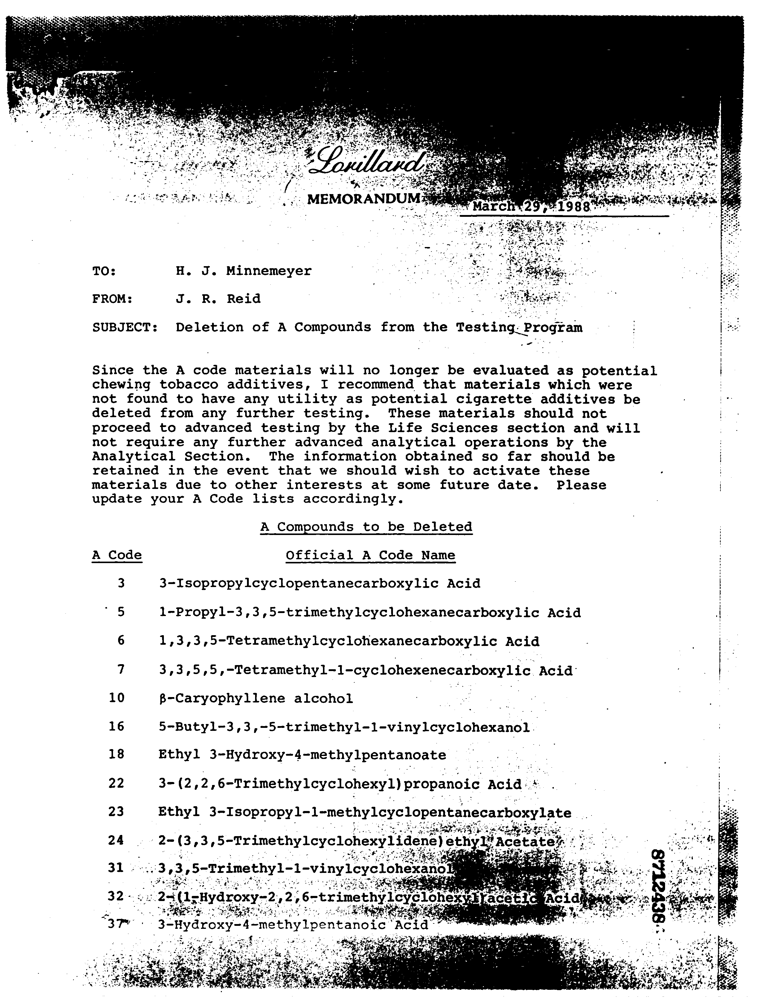 Lorillard
MEMORANDUM
March 29, 1988
TO: H. J. Minnemeyer
FROM: J. R. Reid
SUBJECT: Deletion of A Compounds from the Testing Program
Since the A code materials will no longer be evaluated as potential
chewing tobacco additives, I recommend that materials which were
not found to have any utility as potential cigarette additives be
deleted from any further testing. These materials should not
proceed to advanced testing by the Life Sciences section and will
not require any further advanced analytical operations by the
Analytical Section. The information obtained so far should be
retained in the event that we should wish to activate these
materials due to other interests at some future date. Please
update your A Code lists accordingly.
A Compounds to be Deleted
A Code Official A Code Name
3 3-Isopropylcyclopentanecarboxylic Acid
5 1-Propyl-3,3,5-trimethylcyclohexanecarboxylic Acid
6 1,3,3,5-Tetramethylcyclohexanecarboxylic Acid
7 3,3,5,5,-Tetramethyl-1-cyclohexenecarboxylic Acid
10 β-Caryophyllene alcohol
16 5-Butyl-3,3,-5-trimethyl-1-vinylcyclohexanol
18 Ethyl 3-Hydroxy-4-methylpentanoate
22 3-(2,2,6-Trimethylcyclohexyl)propanoic Acid
23 Ethyl 3-Isopropyl-1-methylcyclopentanecarboxylate
24 2-(3,3,5-Trimethylcyclohexylidene)ethyl Acetate
31 3,3,5-Trimethyl-1-vinylcyclohexanol
32 2-(1-Hydroxy-2,2,6-trimethylcyclohexyl)acetic Acid
37 3-Hydroxy-4-methylpentanoic Acid
8712438